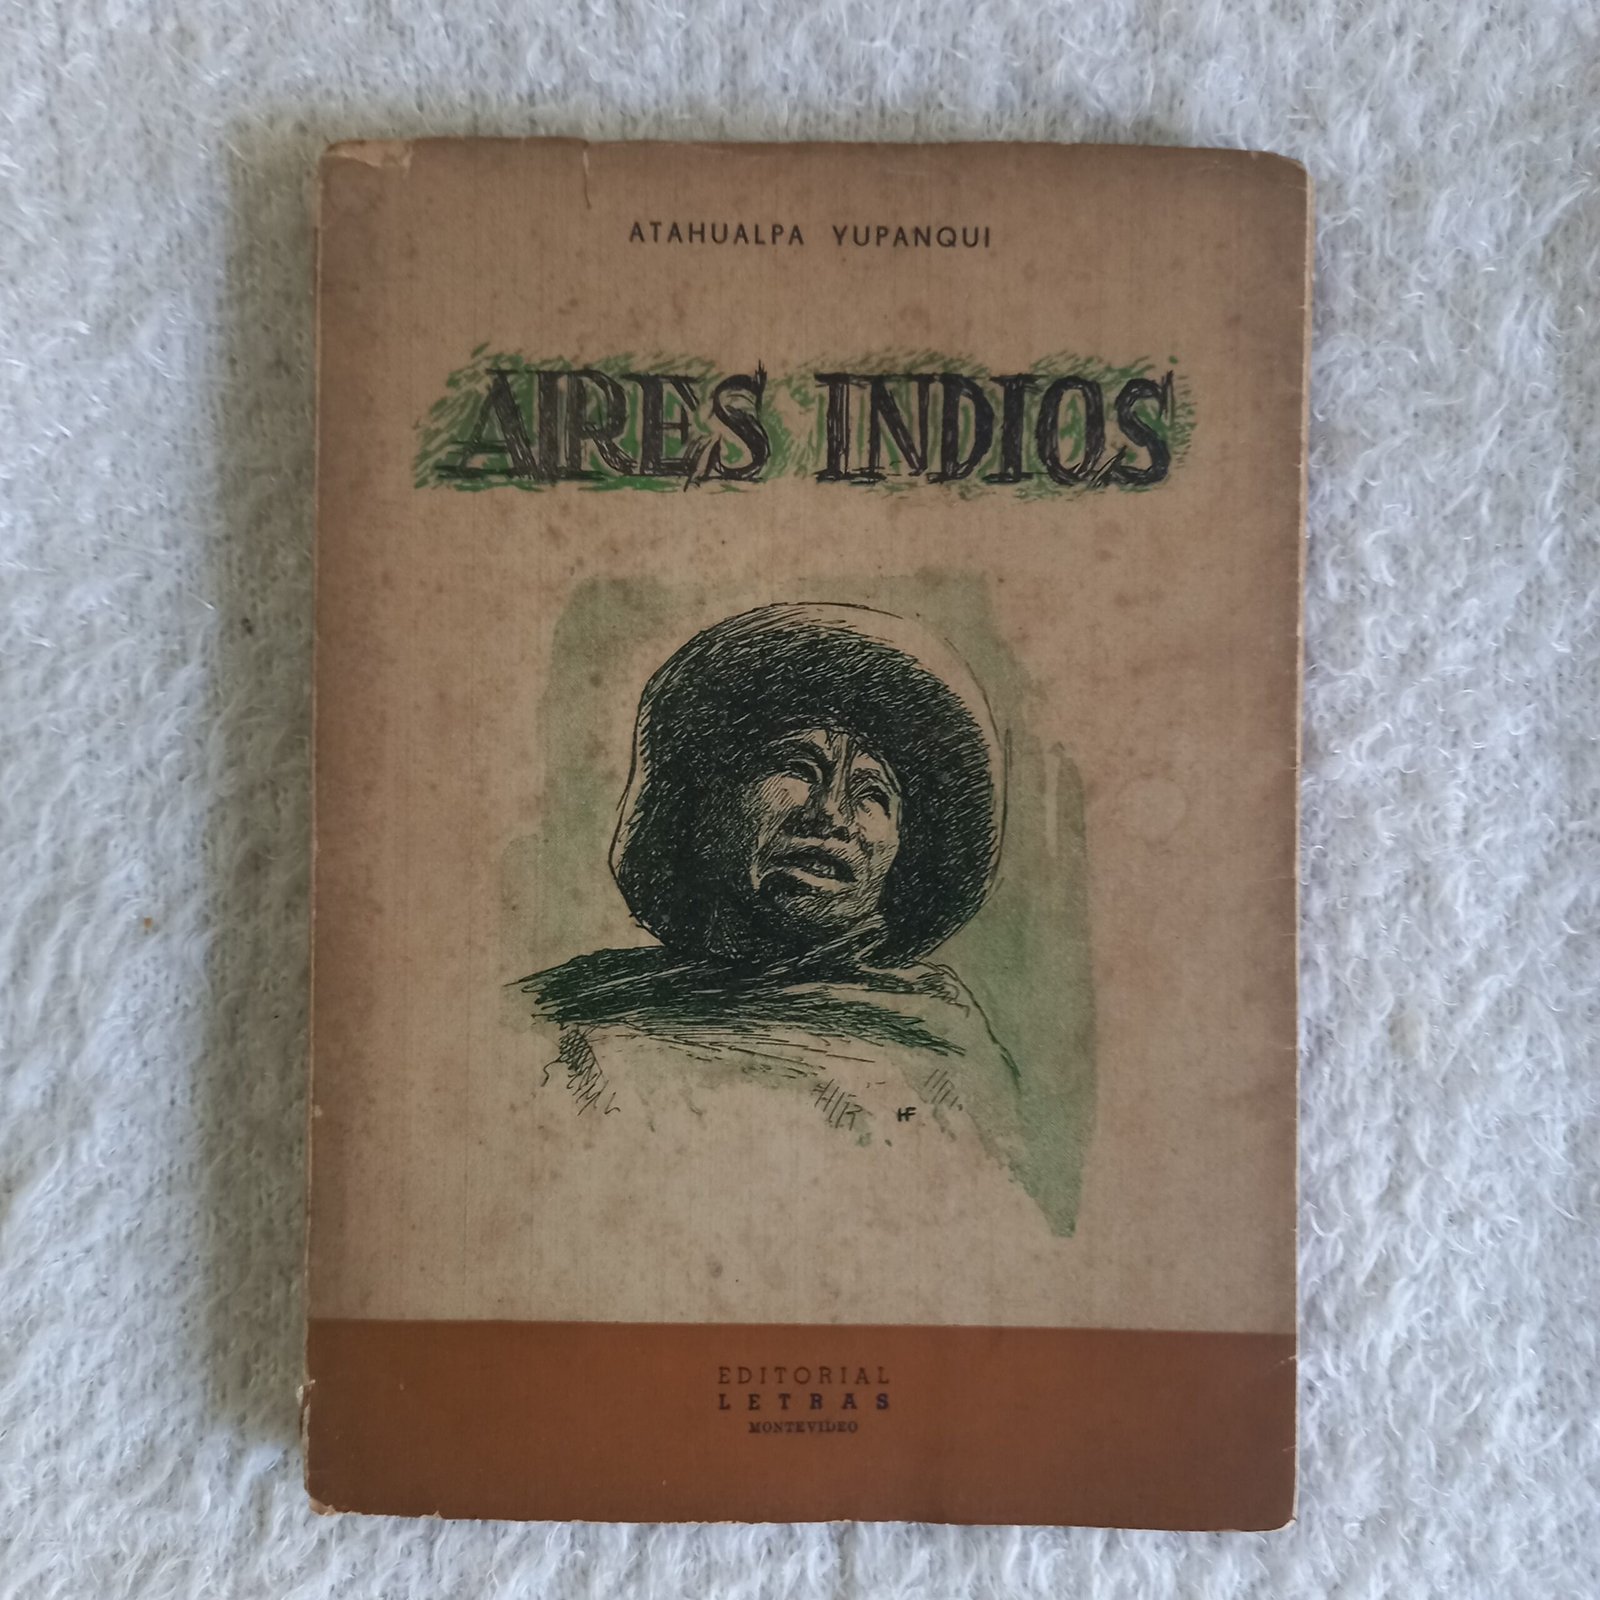 ATAHUALPA YUPANQUI
AIRES INDIOS
HF
EDITORIAL
LETRAS
MONTEVIDEO